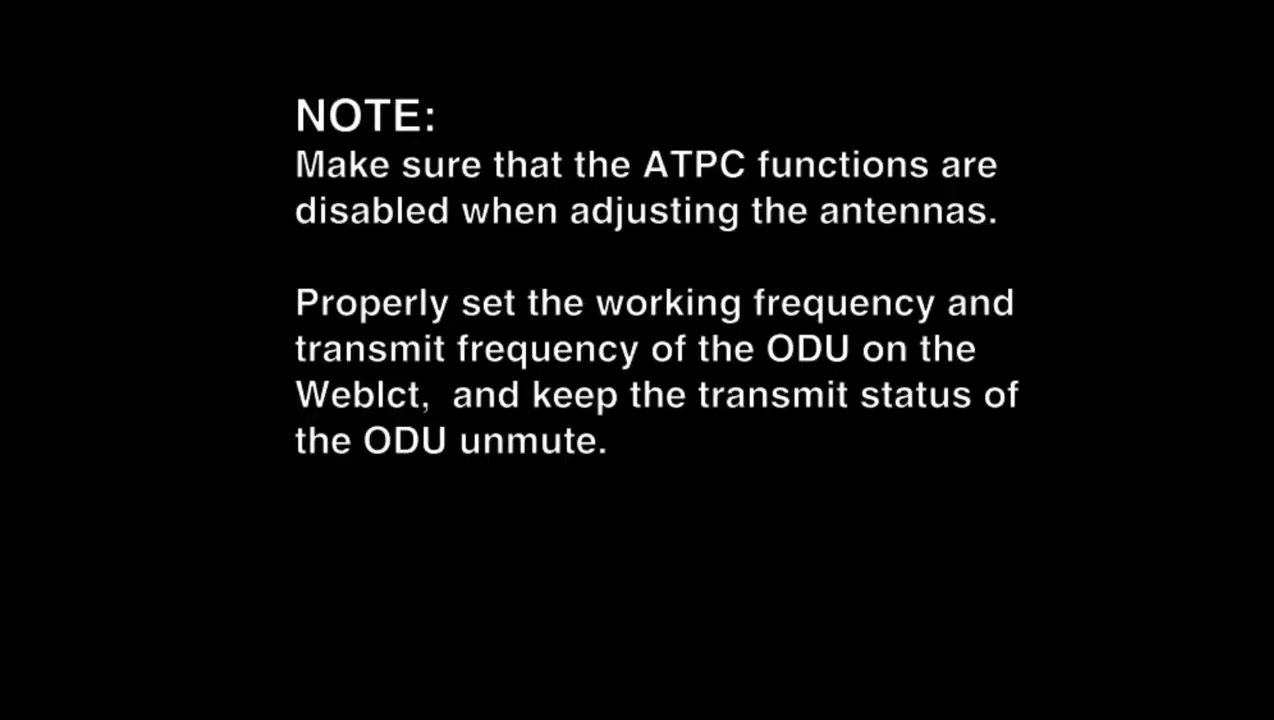 NOTE:
Make sure that the ATPC functions are
disabled when adjusting the antennas.
Properly set the working frequency and
transmit frequency of the ODU on the
WebIct,  and keep the transmit status of
the ODU unmute.